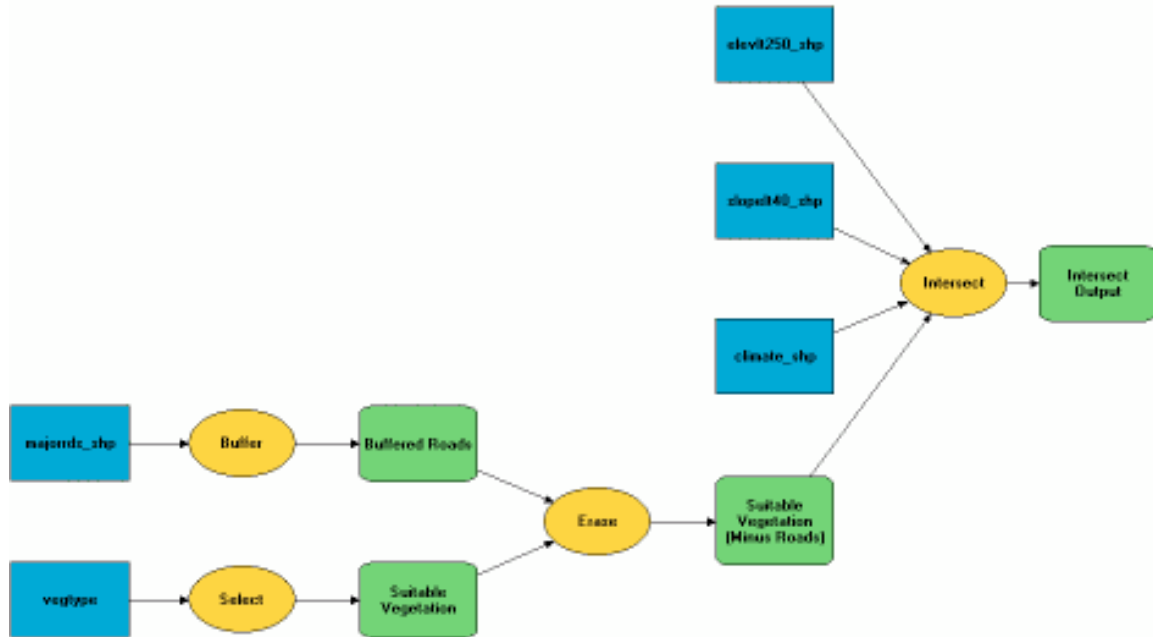 elevlt250_shp
slopelt40_shp
Intersect
Intersect
Output
climate_shp
majorrds_shp
Buffer
Buffered Roads
Erase
Suitable
Vegetation
(Minus Roads)
vegtype
Select
Suitable
Vegetation